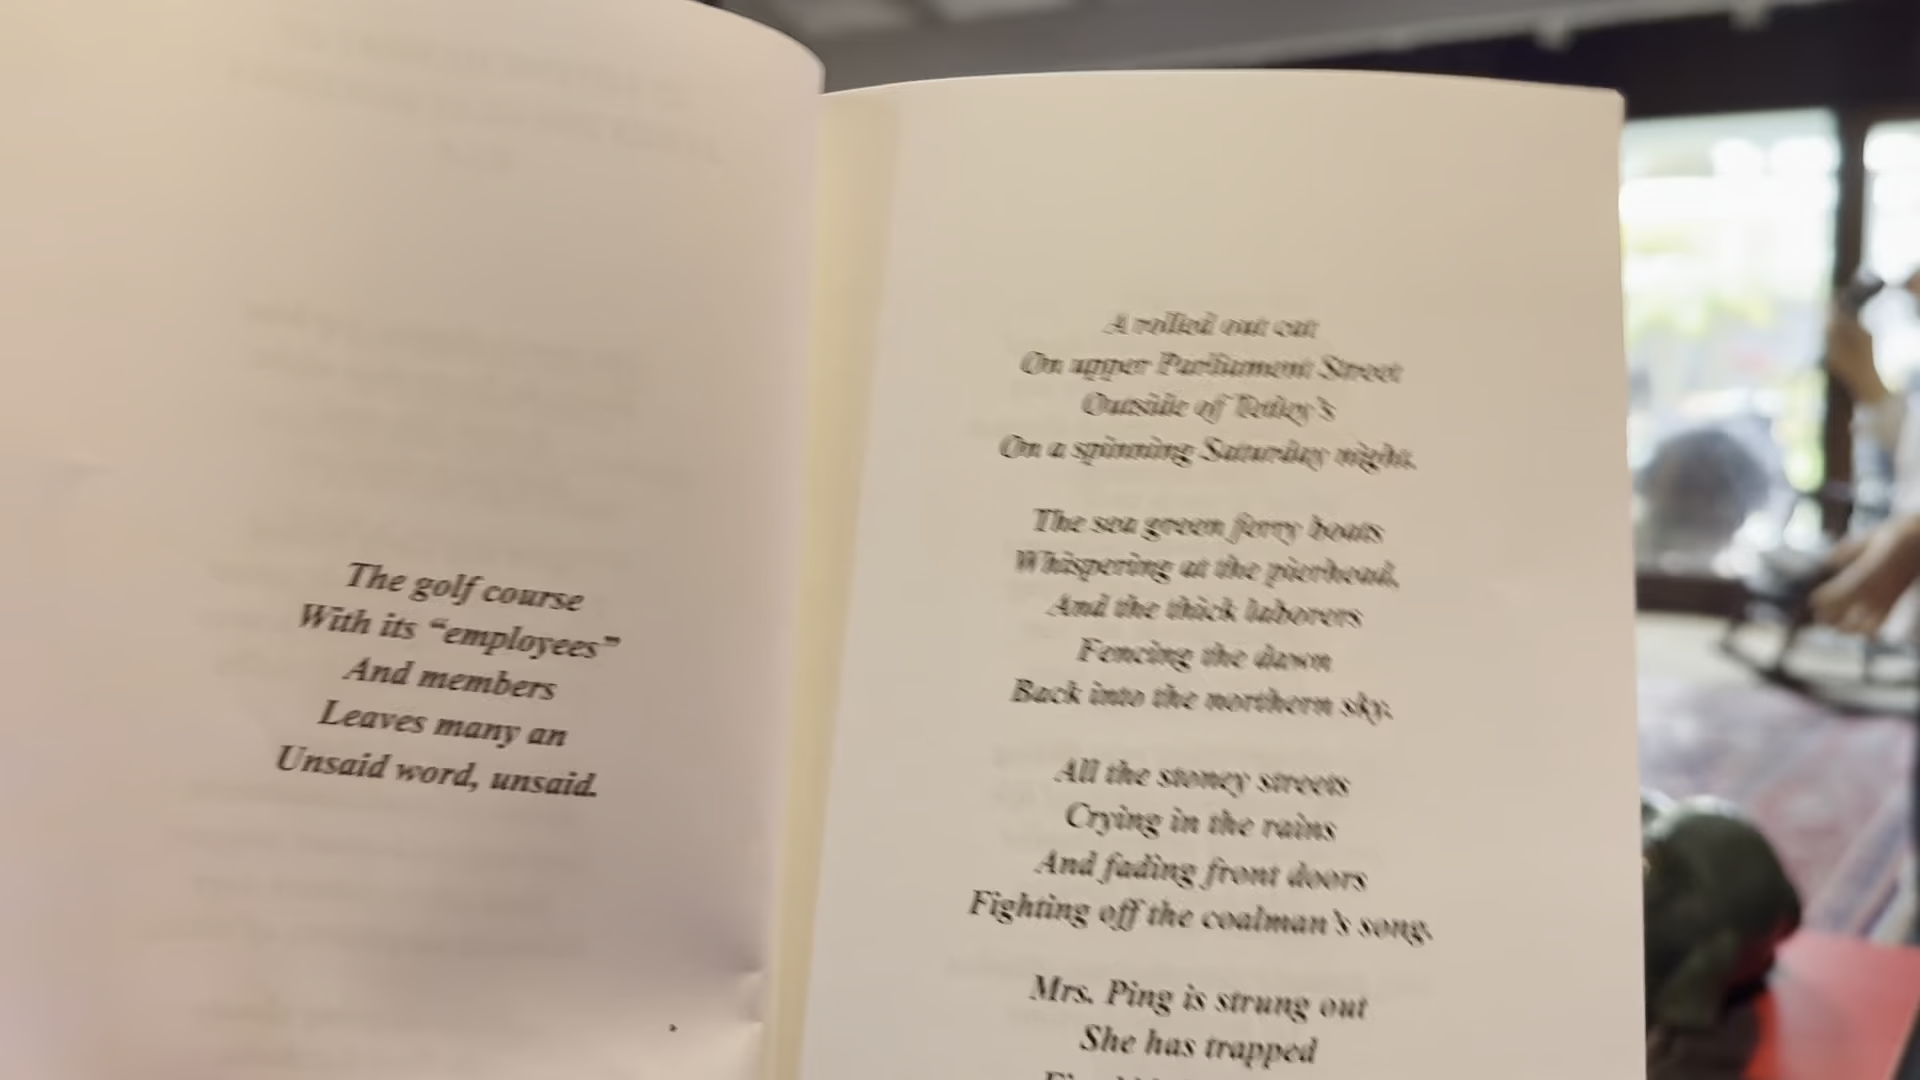 The golf course
With its “employees”
And members
Leaves many an
Unsaid word, unsaid.
A rolled out cat
On upper Parliament Street
Outside of
On a spinning Saturday night.
The sea green ferry boats
Whispering at the pierhead,
And the thick laborers
Fencing the dawn
Back into the northern sky.
All the stoney streets
Crying in the rains
And fading front doors
Fighting off the coalman’s song.
Mrs. Ping is strung out
She has trapped